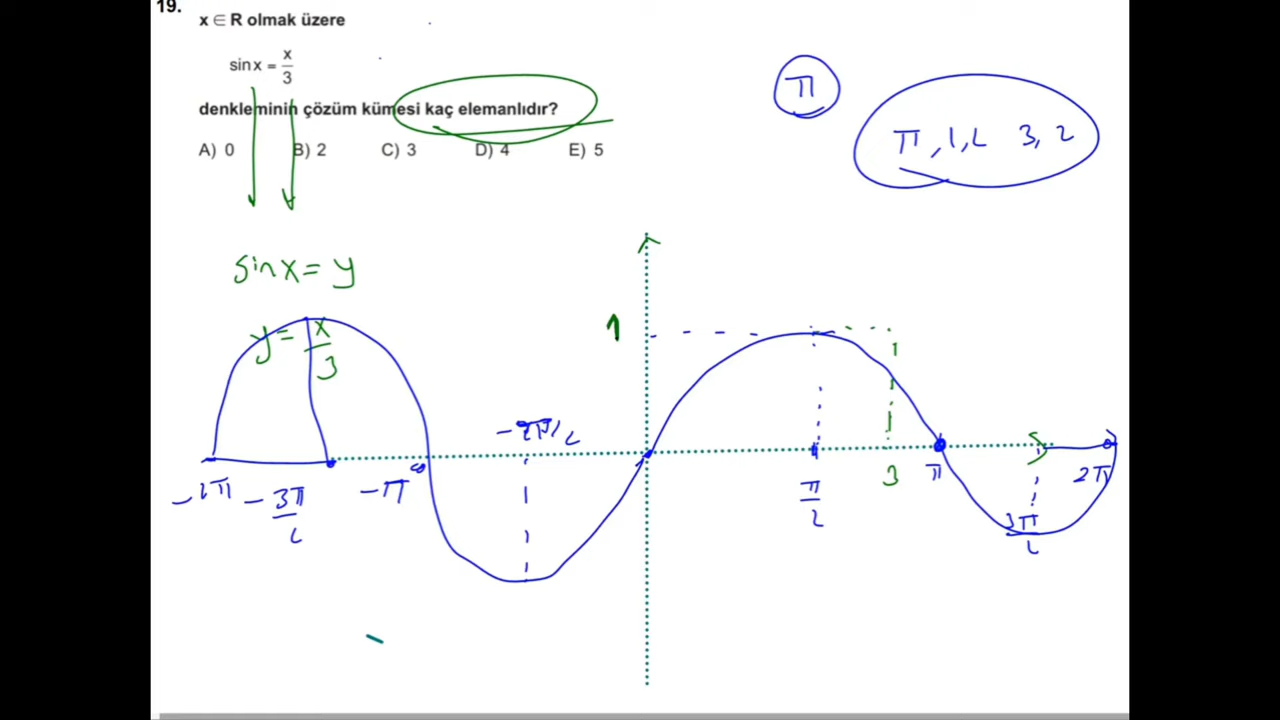 19.
x ∈ R olmak üzere
sin x = x/3
denkleminin çözüm kümesi kaç elemanlıdır?
A) 0 B) 2 C) 3 D) 4 E) 5
π
π, 1, 2 3, 2
sinx = y
y = x/3
1
-2π -3π/2 -π -π/2 π/2 3 π 3π/2 2π